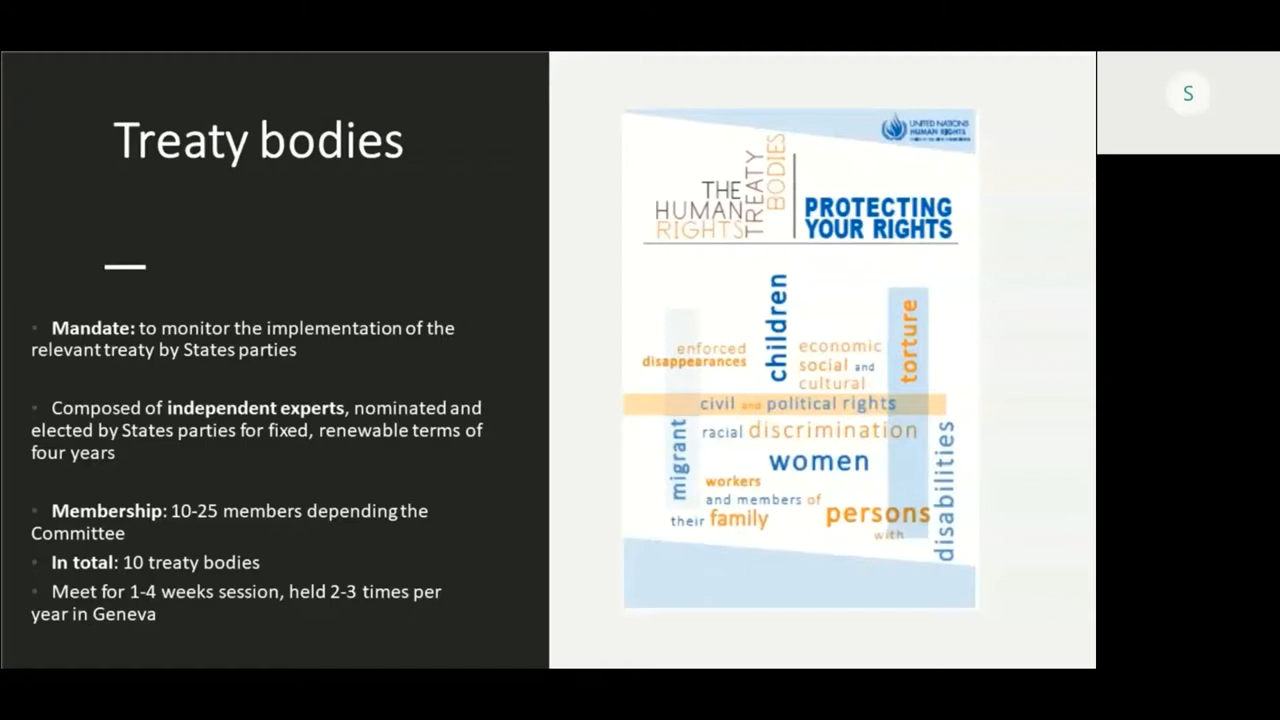 Treaty bodies
Mandate: to monitor the implementation of the
relevant treaty by States parties
Composed of independent experts, nominated and
elected by States parties for fixed, renewable terms of
four years
Membership: 10-25 members depending the
Committee
In total: 10 treaty bodies
Meet for 1-4 weeks session, held 2-3 times per
year in Geneva
UNITED NATIONS
HUMAN RIGHTS
THE
HUMAN
RIGHTS
TREATY
BODIES
PROTECTING
YOUR RIGHTS
children
enforced
disappearances
economic
social and
cultural
torture
civil and political rights
migrant
racial discrimination
women
workers
and members of
their family
persons
with
disabilities
S